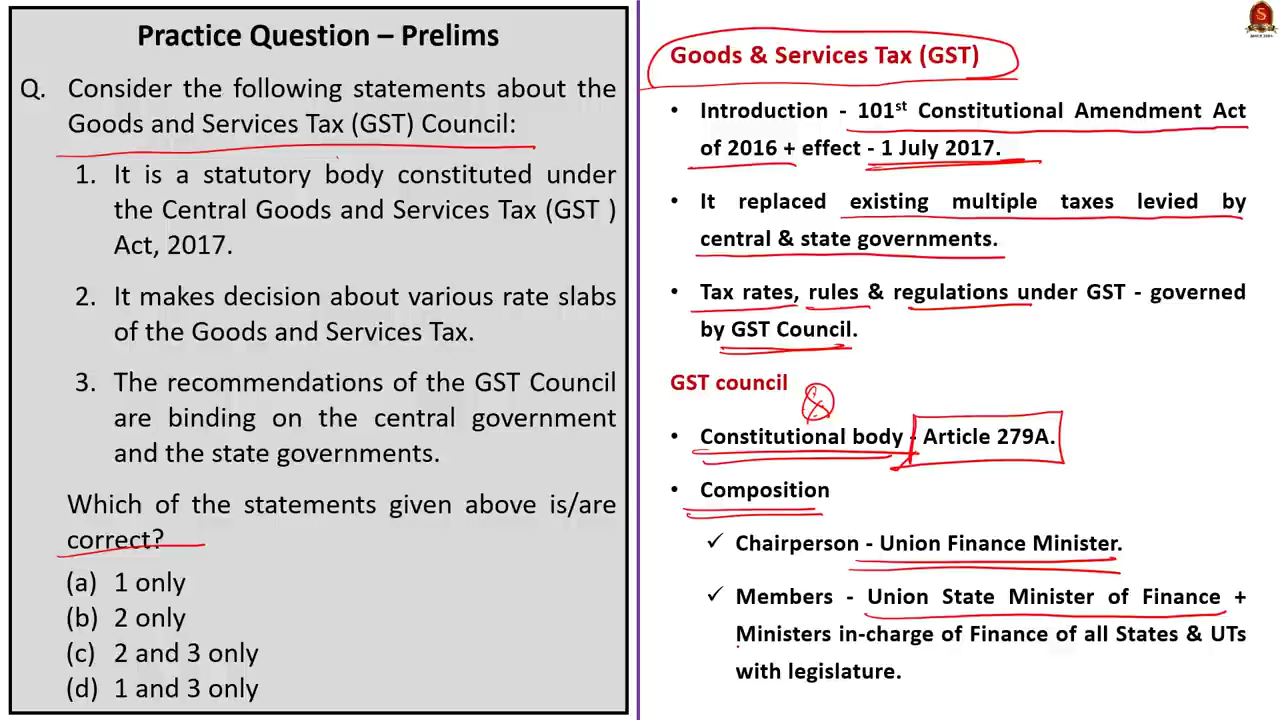 Practice Question – Prelims
Q. Consider the following statements about the
Goods and Services Tax (GST) Council:
1. It is a statutory body constituted under
the Central Goods and Services Tax (GST )
Act, 2017.
2. It makes decision about various rate slabs
of the Goods and Services Tax.
3. The recommendations of the GST Council
are binding on the central government
and the state governments.
Which of the statements given above is/are
correct?
(a) 1 only
(b) 2 only
(c) 2 and 3 only
(d) 1 and 3 only
Goods & Services Tax (GST)
• Introduction - 101st Constitutional Amendment Act
of 2016 + effect - 1 July 2017.
• It replaced existing multiple taxes levied by
central & state governments.
• Tax rates, rules & regulations under GST - governed
by GST Council.
GST council
• Constitutional body - Article 279A.
• Composition
✓ Chairperson - Union Finance Minister.
✓ Members - Union State Minister of Finance +
Ministers in-charge of Finance of all States & UTs
with legislature.